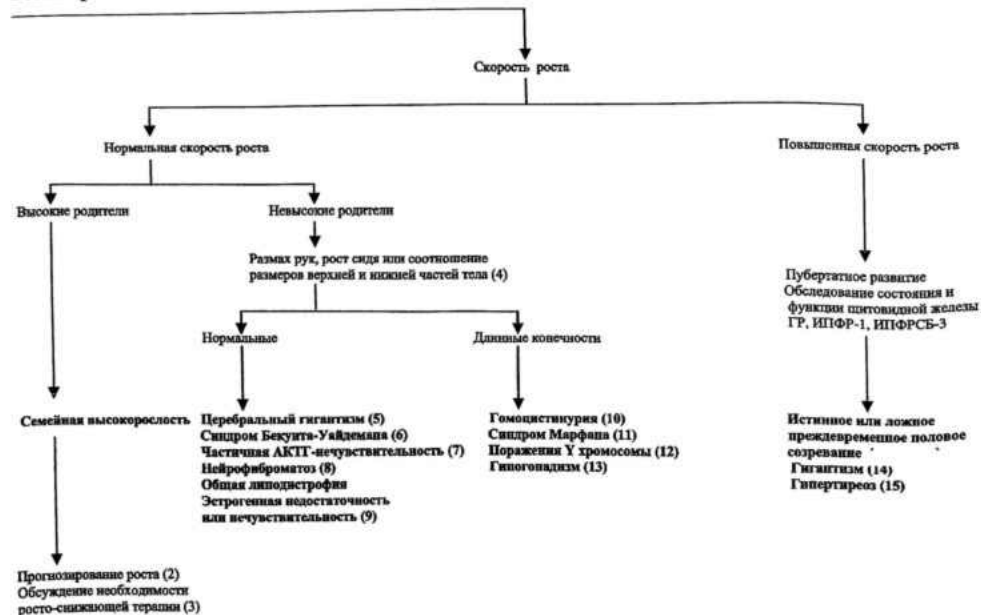 Скорость роста
Нормальная скорость роста
Повышенная скорость роста
Высокие родители
Невысокие родители
Размах рук, рост сидя или соотношение
размеров верхней и нижней частей тела (4)
Пубертатное развитие
Обследование состояния и
функции щитовидной железы
ГР, ИПФР-1, ИПФРСБ-3
Нормальные
Длинные конечности
Семейная высокорослость
Церебральный гигантизм (5)
Синдром Беквита-Уайдемана (6)
Частичная АКТГ-нечувствительность (7)
Нейрофиброматоз (8)
Общая липодистрофия
Эстрогенная недостаточность
или нечувствительность (9)
Гомоцистинурия (10)
Синдром Марфана (11)
Поражения Y хромосомы (12)
Гипогонадизм (13)
Истинное или ложное
преждевременное половое
созревание
Гигантизм (14)
Гипертиреоз (15)
Прогнозирование роста (2)
Обсуждение необходимости
росто-снижающей терапии (3)